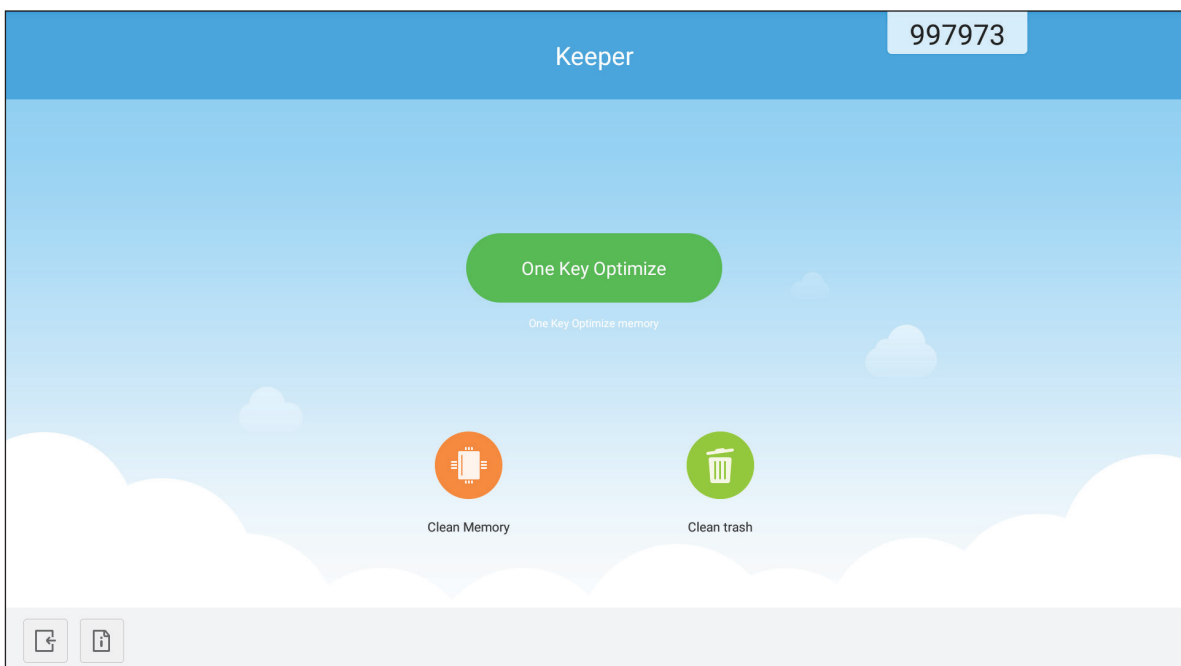 997973
Keeper
One Key Optimize
One Key Optimize memory
Clean Memory
Clean trash